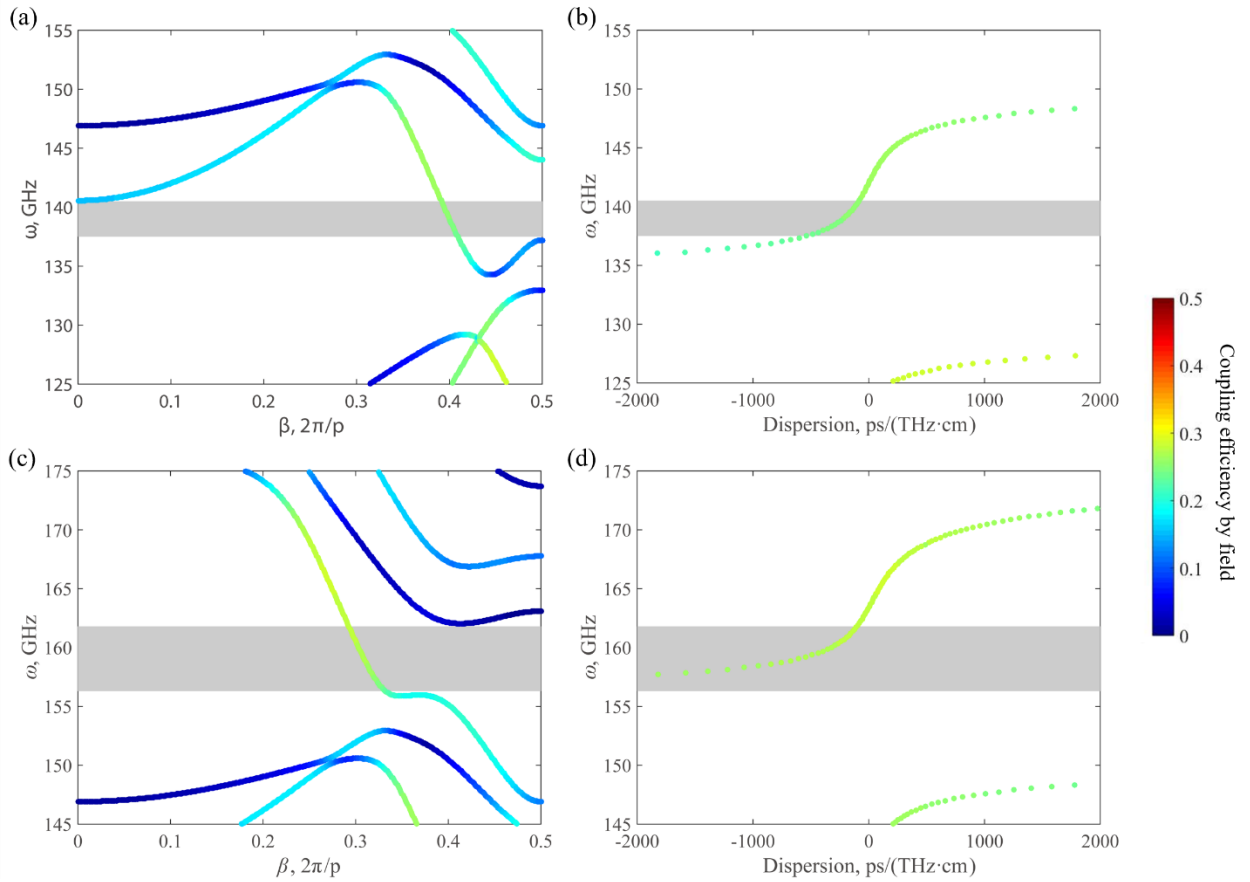 (a)
155
150
145
140
135
130
125
ω, GHz
0 0.1 0.2 0.3 0.4 0.5
β, 2π/p
(b)
155
150
145
140
135
130
125
ω, GHz
-2000 -1000 0 1000 2000
Dispersion, ps/(THz·cm)
(c)
175
170
165
160
155
150
145
ω, GHz
0 0.1 0.2 0.3 0.4 0.5
β, 2π/p
(d)
175
170
165
160
155
150
145
ω, GHz
-2000 -1000 0 1000 2000
Dispersion, ps/(THz·cm)
0.5
0.4
0.3
0.2
0.1
0
Coupling efficiency by field